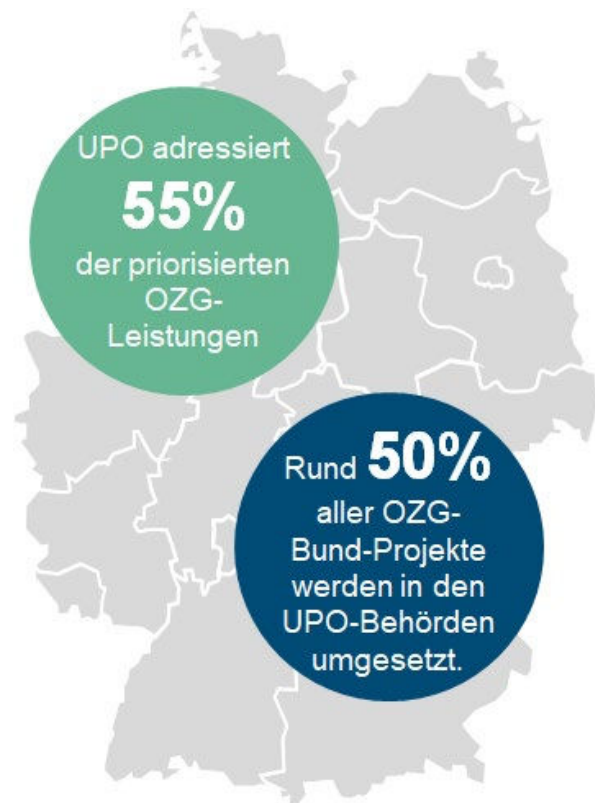 UPO adressiert
55%
der priorisierten
OZG-
Leistungen
Rund 50%
aller OZG-
Bund-Projekte
werden in den
UPO-Behörden
umgesetzt.